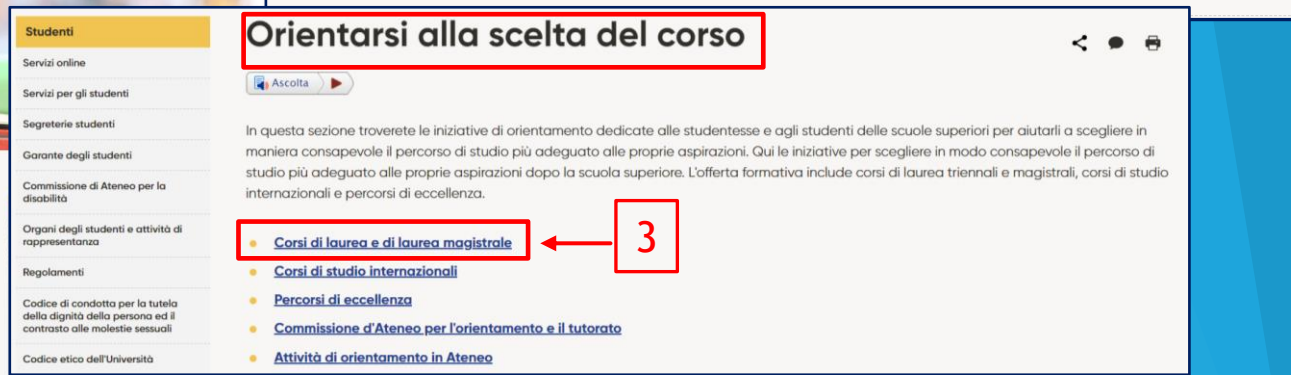 Studenti
Servizi online
Servizi per gli studenti
Segreterie studenti
Garante degli studenti
Commissione di Ateneo per la
disabilità
Organi degli studenti e attività di
rappresentanza
Regolamenti
Codice di condotta per la tutela
della dignità della persona ed il
contrasto alle molestie sessuali
Codice etico dell'Università
Orientarsi alla scelta del corso
Ascolta
In questa sezione troverete le iniziative di orientamento dedicate alle studentesse e agli studenti delle scuole superiori per aiutarli a scegliere in
maniera consapevole il percorso di studio più adeguato alle proprie aspirazioni. Qui le iniziative per scegliere in modo consapevole il percorso di
studio più adeguato alle proprie aspirazioni dopo la scuola superiore. L'offerta formativa include corsi di laurea triennali e magistrali, corsi di studio
internazionali e percorsi di eccellenza.
Corsi di laurea e di laurea magistrale
3
Corsi di studio internazionali
Percorsi di eccellenza
Commissione d'Ateneo per l'orientamento e il tutorato
Attività di orientamento in Ateneo